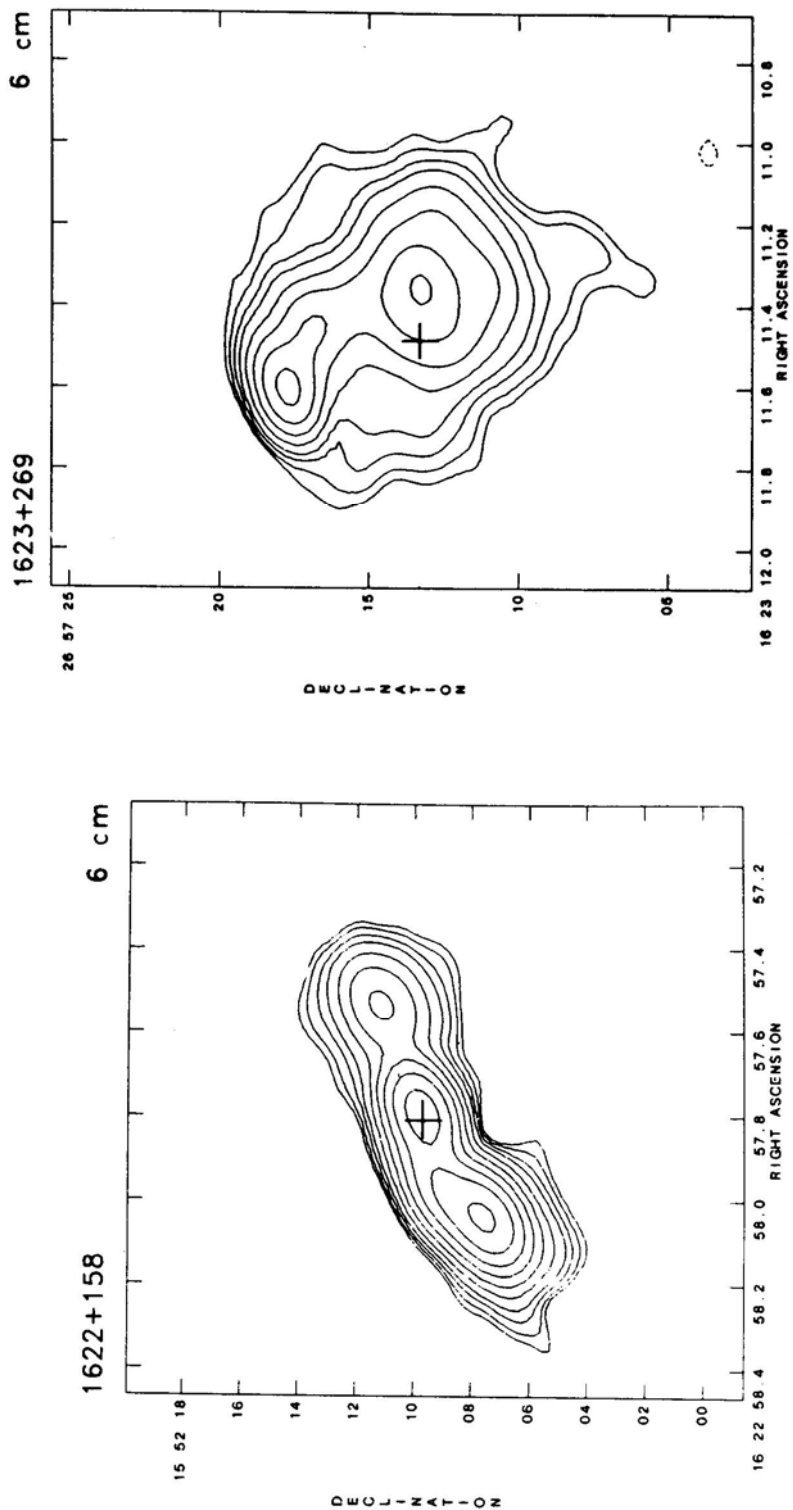 1623+269
6 cm
26 57 25
20
15
10
05
DECLINATION
16 23 12.0
11.8
11.6
11.4
11.2
11.0
10.8
RIGHT ASCENSION
1622+158
6 cm
15 52 18
16
14
12
10
08
06
04
02
00
DECLINATION
16 22 58.4
58.2
58.0
57.8
57.6
57.4
57.2
RIGHT ASCENSION